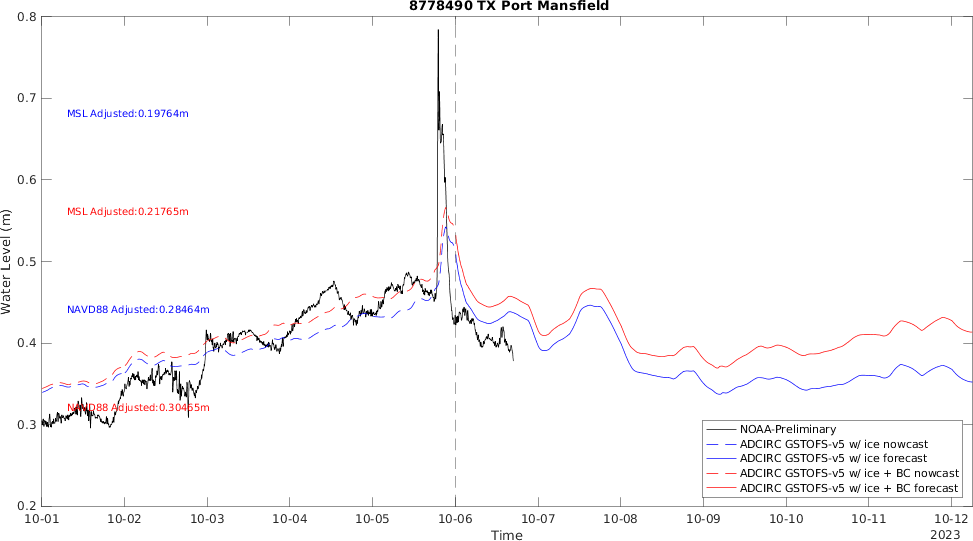 8778490 TX Port Mansfield
0.8
0.7
0.6
0.5
0.4
0.3
0.2
Water Level (m)
MSL Adjusted:0.19764m
MSL Adjusted:0.21765m
NAVD88 Adjusted:0.28464m
NAVD88 Adjusted:0.30465m
NOAA-Preliminary
ADCIRC GSTOFS-v5 w/ ice nowcast
ADCIRC GSTOFS-v5 w/ ice forecast
ADCIRC GSTOFS-v5 w/ ice + BC nowcast
ADCIRC GSTOFS-v5 w/ ice + BC forecast
10-01 10-02 10-03 10-04 10-05 10-06 10-07 10-08 10-09 10-10 10-11 10-12
Time
2023